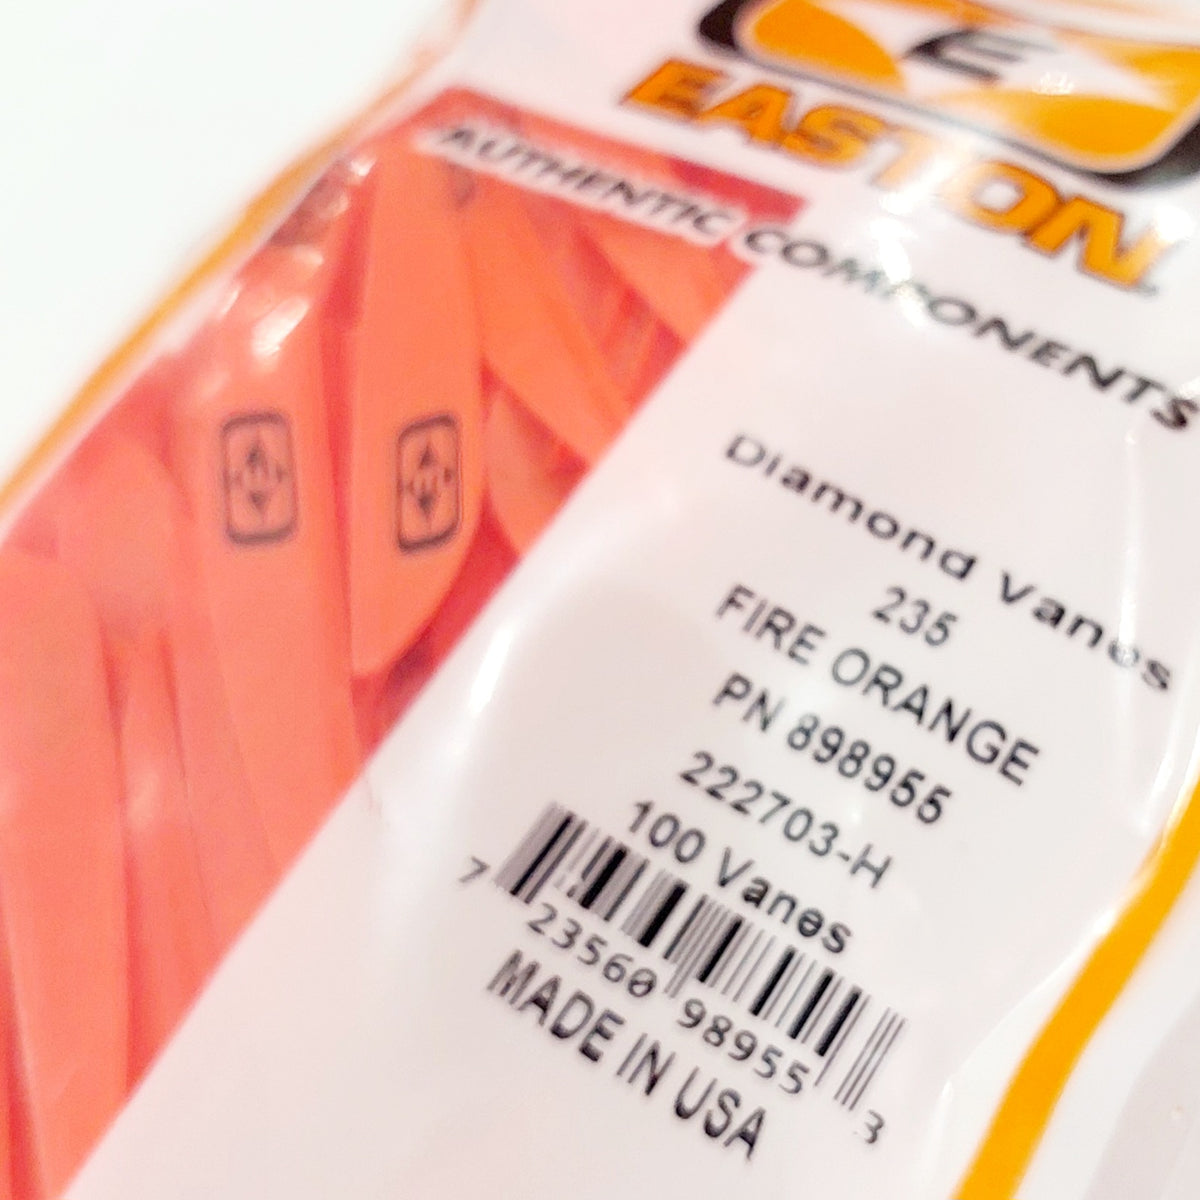 E
EASTON
AUTHENTIC COMPONENTS
Diamond Vanes
235
FIRE ORANGE
PN 898955
222703-H
100 Vanes
7 23560 98955 3
MADE IN USA